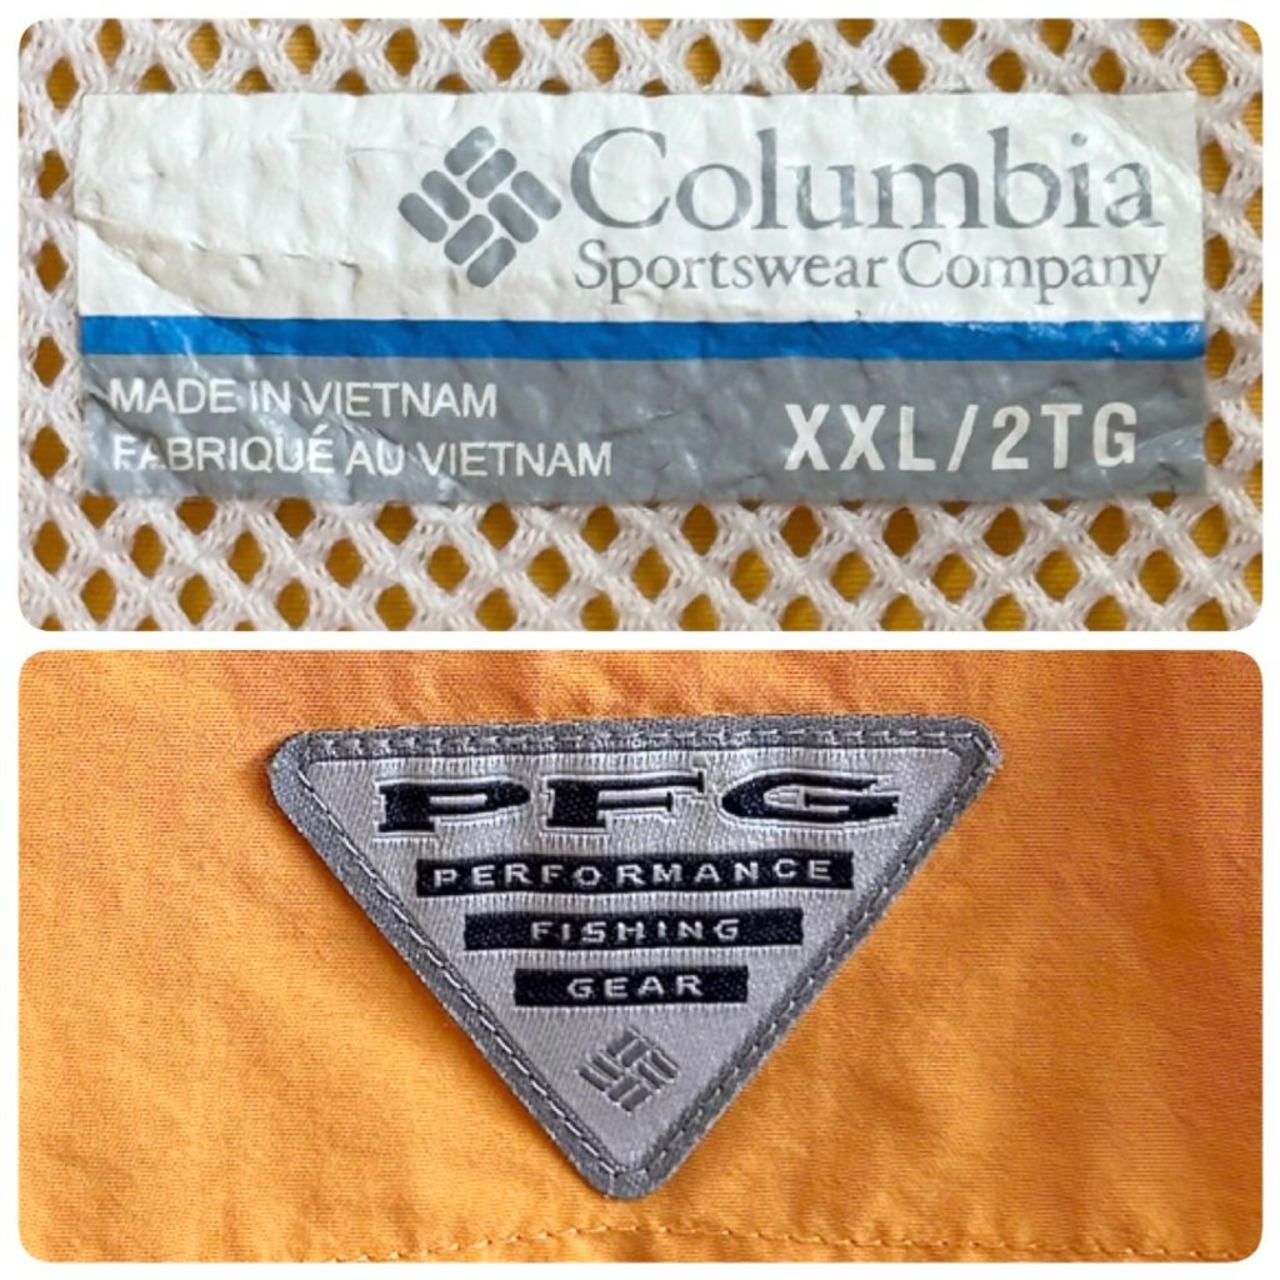 Columbia
Sportswear Company
MADE IN VIETNAM
FABRIQUÉ AU VIETNAM
XXL/2TG
PFG
PERFORMANCE
FISHING
GEAR